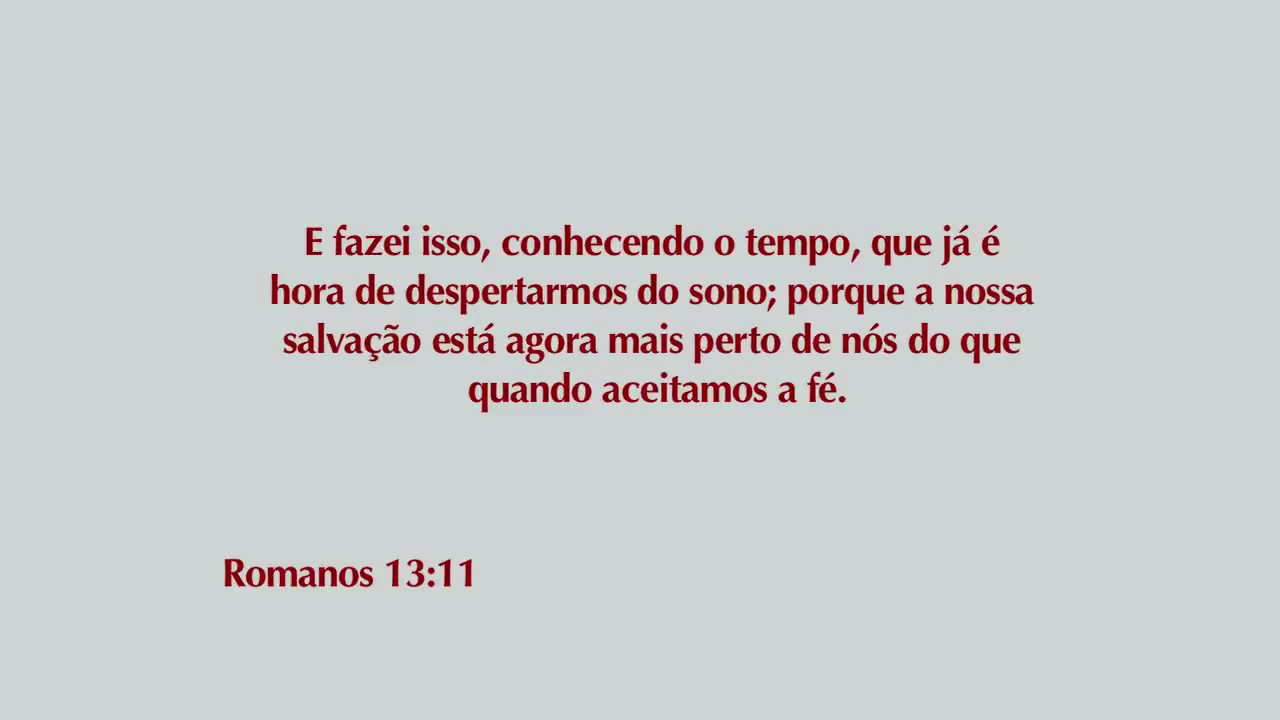 E fazei isso, conhecendo o tempo, que já é
hora de despertarmos do sono; porque a nossa
salvação está agora mais perto de nós do que
quando aceitamos a fé.
Romanos 13:11